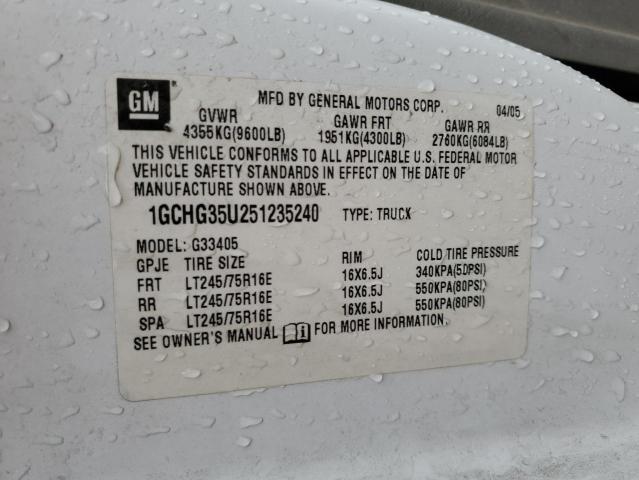 GM
MFD BY GENERAL MOTORS CORP. 04/05
GVWR GAWR FRT GAWR RR
4355KG(9600LB) 1951KG(4300LB) 2760KG(6084LB)
THIS VEHICLE CONFORMS TO ALL APPLICABLE U.S. FEDERAL MOTOR
VEHICLE SAFETY STANDARDS IN EFFECT ON THE DATE OF
MANUFACTURE SHOWN ABOVE.
1GCHG35U251235240 TYPE: TRUCK
MODEL: G33405
GPJE TIRE SIZE RIM COLD TIRE PRESSURE
FRT LT245/75R16E 16X6.5J 340KPA(50PSI)
RR LT245/75R16E 16X6.5J 550KPA(80PSI)
SPA LT245/75R16E 16X6.5J 550KPA(80PSI)
SEE OWNER'S MANUAL FOR MORE INFORMATION.